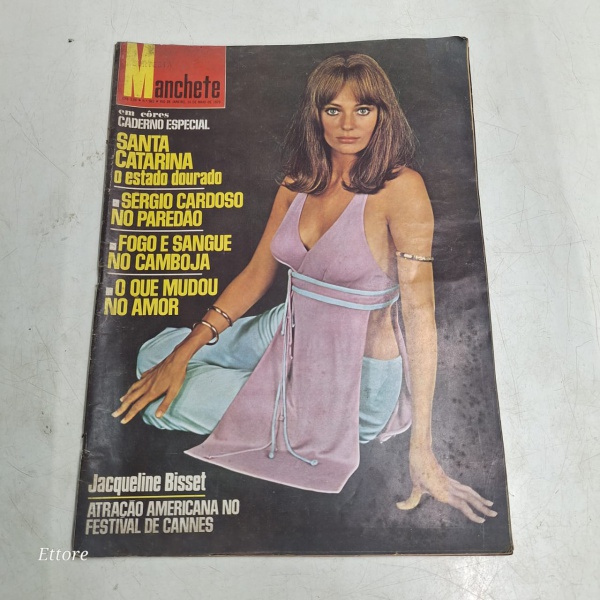 Manchete
em côres
CADERNO ESPECIAL
SANTA
CATARINA
o estado dourado
SERGIO CARDOSO
NO PAREDÃO
FOGO E SANGUE
NO CAMBOJA
O QUE MUDOU
NO AMOR
Jacqueline Bisset
ATRAÇÃO AMERICANA NO
FESTIVAL DE CANNES
Ettore